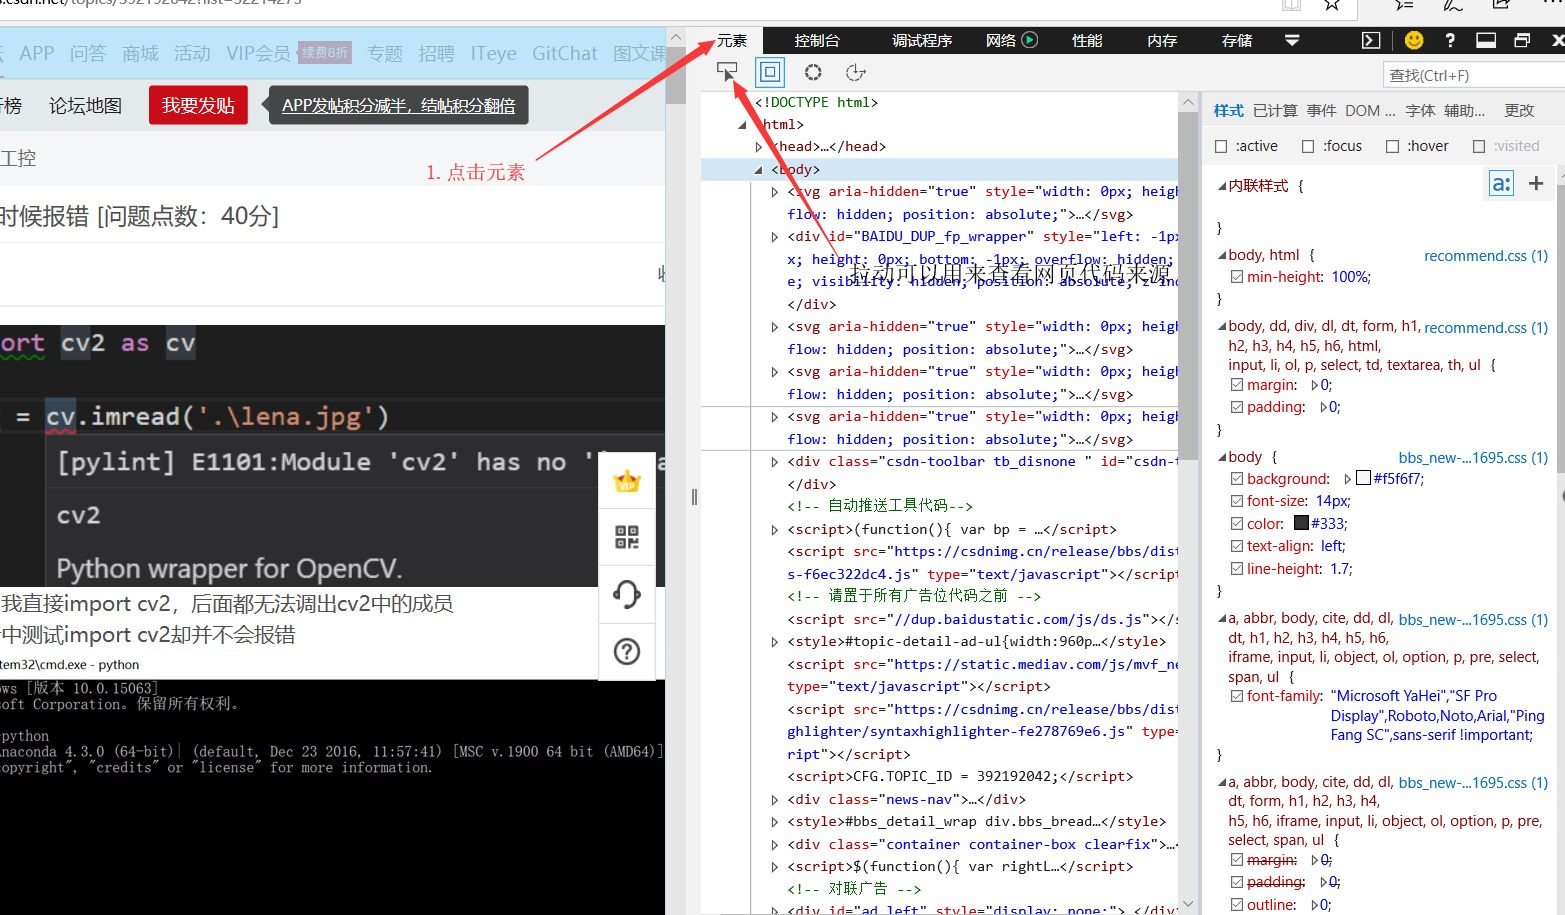 APP 问答 商城 活动 VIP会员 续费8折 专题 招聘 ITeye GitChat 图文课
行榜 论坛地图 我要发贴 APP发帖积分减半，结帖积分翻倍
工控
1. 点击元素
时候报错 [问题点数：40分]
ort cv2 as cv
= cv.imread('.\lena.jpg')
[pylint] E1101:Module 'cv2' has no
cv2
Python wrapper for OpenCV.
VIP
我直接import cv2，后面都无法调出cv2中的成员
中测试import cv2却并不会报错
tem32\cmd.exe - python
ows [版本 10.0.15063]
soft Corporation。保留所有权利。
>python
Anaconda 4.3.0 (64-bit)| (default, Dec 23 2016, 11:57:41) [MSC v.1900 64 bit (AMD64)]
copyright", "credits" or "license" for more information.
元素 控制台 调试程序 网络 性能 内存 存储
查找(Ctrl+F)
<!DOCTYPE html>
html>
<head>…</head>
<body>
<svg aria-hidden="true" style="width: 0px; heigh
flow: hidden; position: absolute;">…</svg>
<div id="BAIDU_DUP_fp_wrapper" style="left: -1px
x; height: 0px; bottom: -1px; overflow: hidden;
拉动可以用来查看网页代码来源
e; visibility: hidden; position: absolute; z-ind
</div>
<svg aria-hidden="true" style="width: 0px; heigh
flow: hidden; position: absolute;">…</svg>
<svg aria-hidden="true" style="width: 0px; heigh
flow: hidden; position: absolute;">…</svg>
<svg aria-hidden="true" style="width: 0px; heigh
flow: hidden; position: absolute;">…</svg>
<div class="csdn-toolbar tb_disnone " id="csdn-t
</div>
<!-- 自动推送工具代码-->
<script>(function(){ var bp = …</script>
<script src="https://csdnimg.cn/release/bbs/dist
s-f6ec322dc4.js" type="text/javascript"></script
<!-- 请置于所有广告位代码之前 -->
<script src="//dup.baidustatic.com/js/ds.js"></s
<style>#topic-detail-ad-ul{width:960p…</style>
<script src="https://static.mediav.com/js/mvf_ne
type="text/javascript"></script>
<script src="https://csdnimg.cn/release/bbs/dist
ghlighter/syntaxhighlighter-fe278769e6.js" type=
ript"></script>
<script>CFG.TOPIC_ID = 392192042;</script>
<div class="news-nav">…</div>
<style>#bbs_detail_wrap div.bbs_bread…</style>
<div class="container container-box clearfix">…<
<script>$(function(){ var rightL…</script>
<!-- 对联广告 -->
<div id="ad_left" style="display: none;"> </div>
样式 已计算 事件 DOM ... 字体 辅助... 更改
:active :focus :hover :visited
内联样式 {
a: +
}
body, html { recommend.css (1)
min-height: 100%;
}
body, dd, div, dl, dt, form, h1, recommend.css (1)
h2, h3, h4, h5, h6, html,
input, li, ol, p, select, td, textarea, th, ul {
margin: 0;
padding: 0;
}
body { bbs_new-...1695.css (1)
background: #f5f6f7;
font-size: 14px;
color: #333;
text-align: left;
line-height: 1.7;
}
a, abbr, body, cite, dd, dl, bbs_new-...1695.css (1)
dt, h1, h2, h3, h4, h5, h6,
iframe, input, li, object, ol, option, p, pre, select,
span, ul {
font-family: "Microsoft YaHei","SF Pro
Display",Roboto,Noto,Arial,"Ping
Fang SC",sans-serif !important;
}
a, abbr, body, cite, dd, dl, bbs_new-...1695.css (1)
dt, form, h1, h2, h3, h4,
h5, h6, iframe, input, li, object, ol, option, p, pre,
select, span, ul {
margin: 0;
padding: 0;
outline: 0;